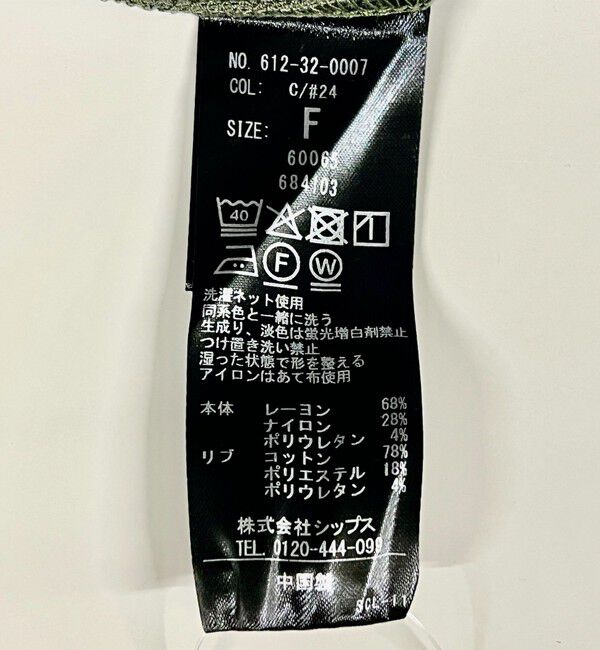 NO. 612-32-0007
COL: C/#24
SIZE: F
60065
684103
40
F W
洗濯ネット使用
同系色と一緒に洗う
生成り、淡色は蛍光増白剤禁止
つけ置き洗い禁止
湿った状態で形を整える
アイロンはあて布使用
本体 レーヨン 68%
ナイロン 28%
ポリウレタン 4%
リブ コットン 78%
ポリエステル 18%
ポリウレタン 4%
株式会社シップス
TEL. 0120-444-099
中国製